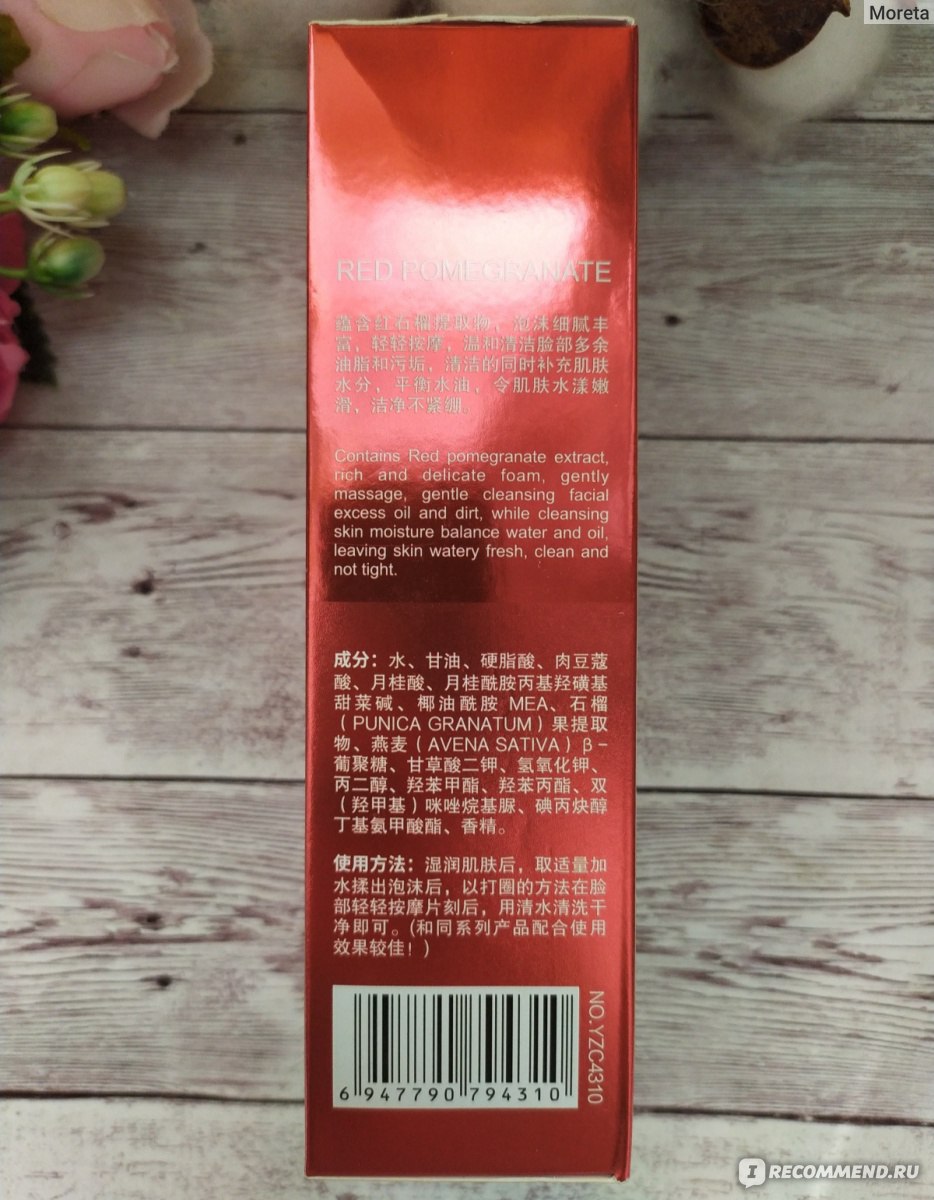 Moreta
RED POMEGRANATE
蕴含红石榴提取物，泡沫细腻丰
富，轻轻按摩，温和清洁脸部多余
油脂和污垢，清洁的同时补充肌肤
水分，平衡水油，令肌肤水漾嫩
滑，洁净不紧绷。
Contains Red pomegranate extract,
rich and delicate foam, gently
massage, gentle cleansing facial
excess oil and dirt, while cleansing
skin moisture balance water and oil,
leaving skin watery fresh, clean and
not tight.
成分：水、甘油、硬脂酸、肉豆蔻
酸、月桂酸、月桂酰胺丙基羟磺基
甜菜碱、椰油酰胺 MEA、石榴
（PUNICA GRANATUM）果提取
物、燕麦（AVENA SATIVA）β－
葡聚糖、甘草酸二钾、氢氧化钾、
丙二醇、羟苯甲酯、羟苯丙酯、双
（羟甲基）咪唑烷基脲、碘丙炔醇
丁基氨甲酸酯、香精。
使用方法：湿润肌肤后，取适量加
水揉出泡沫后，以打圈的方法在脸
部轻轻按摩片刻后，用清水清洗干
净即可。(和同系列产品配合使用
效果较佳！)
NO.YZC4310
6 947790 794310
IRECOMMEND.RU